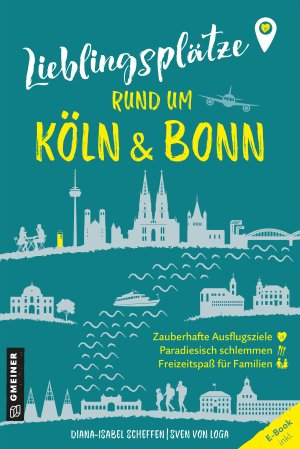 Lieblingsplätze
RUND UM
KÖLN & BONN
Zauberhafte Ausflugsziele
Paradiesisch schlemmen
Freizeitspaß für Familien
E-Book
inkl.
GMEINER
DIANA-ISABEL SCHEFFEN | SVEN VON LOGA